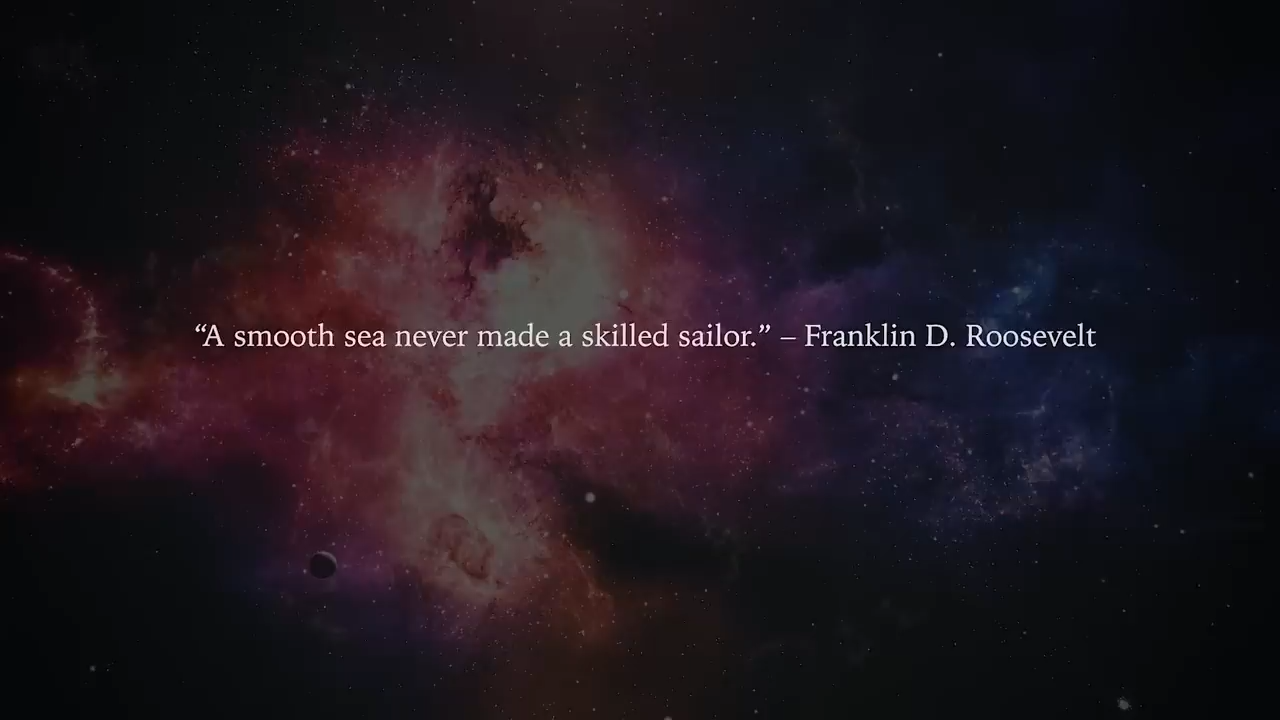 “A smooth sea never made a skilled sailor.” – Franklin D. Roosevelt